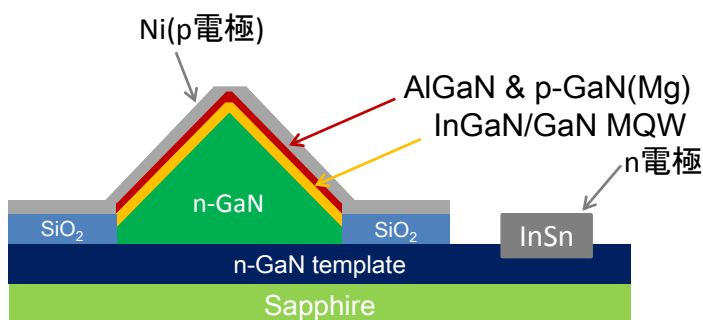 Ni(p電極)
AlGaN & p-GaN(Mg)
InGaN/GaN MQW
n電極
n-GaN
SiO₂
SiO₂
InSn
n-GaN template
Sapphire